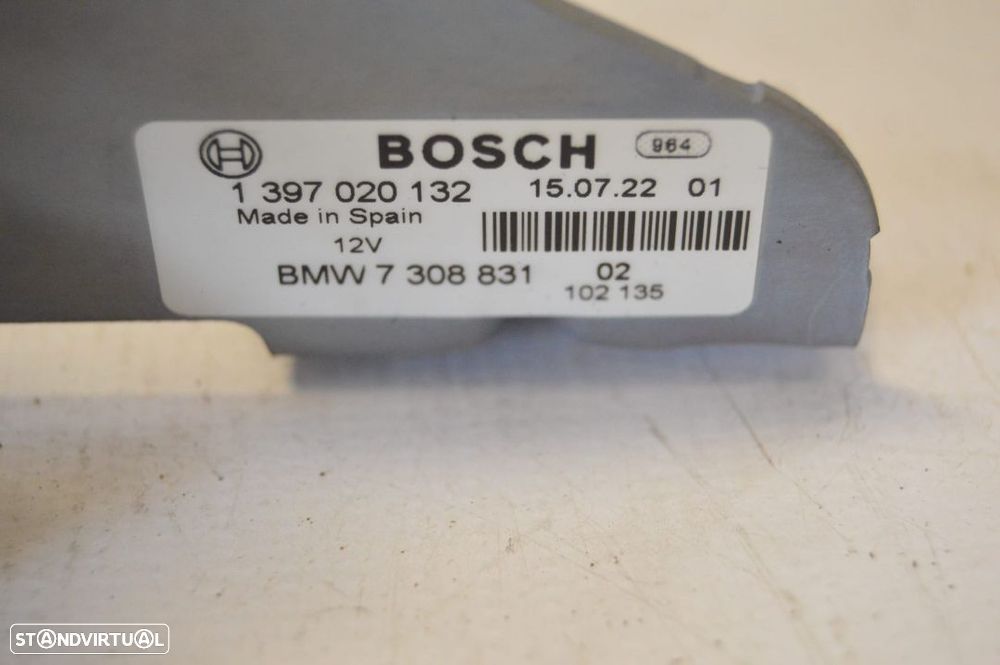 BOSCH 964
1 397 020 132 15.07.22 01
Made in Spain
12V
BMW 7 308 831 02
102 135
STANDVIRTUAL